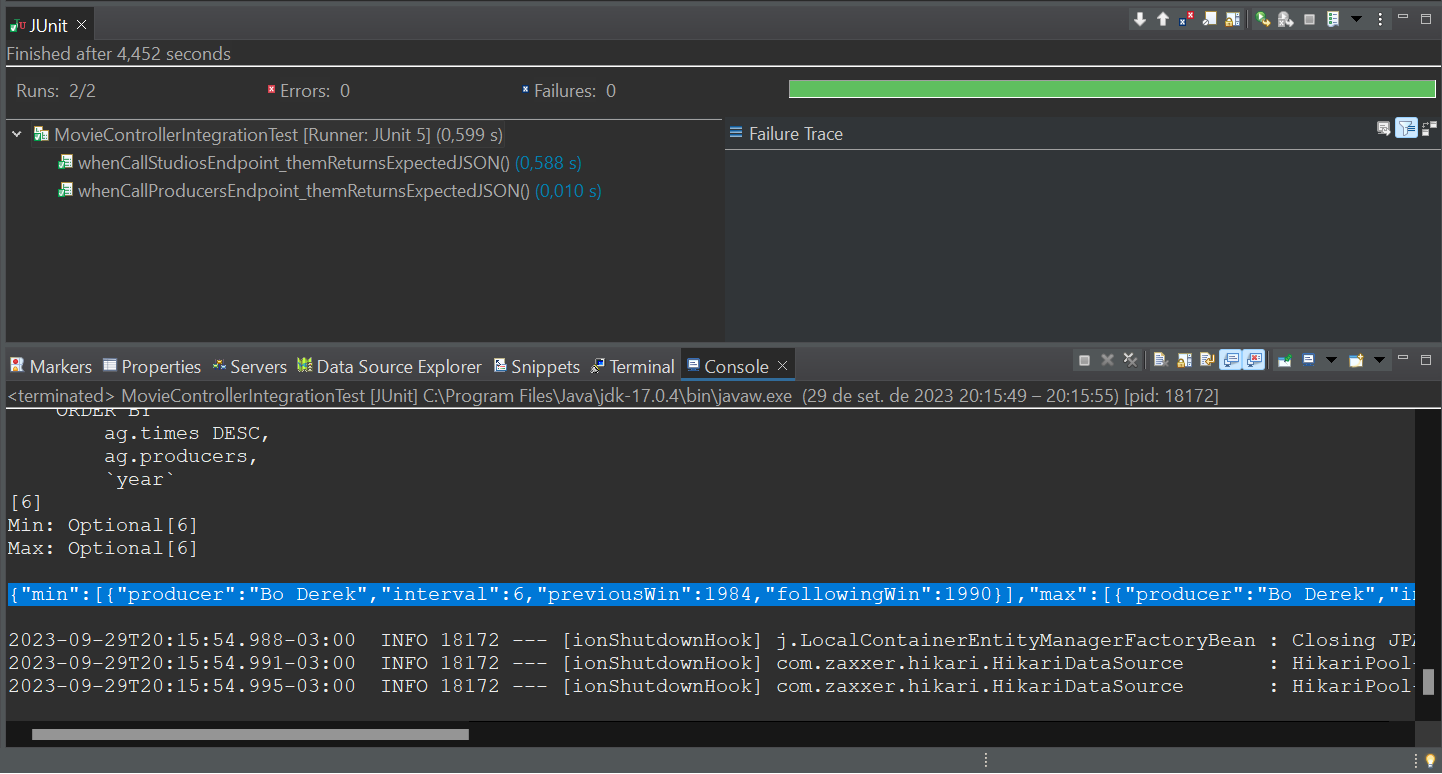 JUnit
Finished after 4,452 seconds
Runs: 2/2 Errors: 0 Failures: 0
MovieControllerIntegrationTest [Runner: JUnit 5] (0,599 s)
whenCallStudiosEndpoint_themReturnsExpectedJSON() (0,588 s)
whenCallProducersEndpoint_themReturnsExpectedJSON() (0,010 s)
Failure Trace
Markers Properties Servers Data Source Explorer Snippets Terminal Console
<terminated> MovieControllerIntegrationTest [JUnit] C:\Program Files\Java\jdk-17.0.4\bin\javaw.exe (29 de set. de 2023 20:15:49 – 20:15:55) [pid: 18172]
ORDER BY
ag.times DESC,
ag.producers,
`year`
[6]
Min: Optional[6]
Max: Optional[6]
{"min":[{"producer":"Bo Derek","interval":6,"previousWin":1984,"followingWin":1990}],"max":[{"producer":"Bo Derek","in
2023-09-29T20:15:54.988-03:00 INFO 18172 --- [ionShutdownHook] j.LocalContainerEntityManagerFactoryBean : Closing JPA
2023-09-29T20:15:54.991-03:00 INFO 18172 --- [ionShutdownHook] com.zaxxer.hikari.HikariDataSource : HikariPool-
2023-09-29T20:15:54.995-03:00 INFO 18172 --- [ionShutdownHook] com.zaxxer.hikari.HikariDataSource : HikariPool-